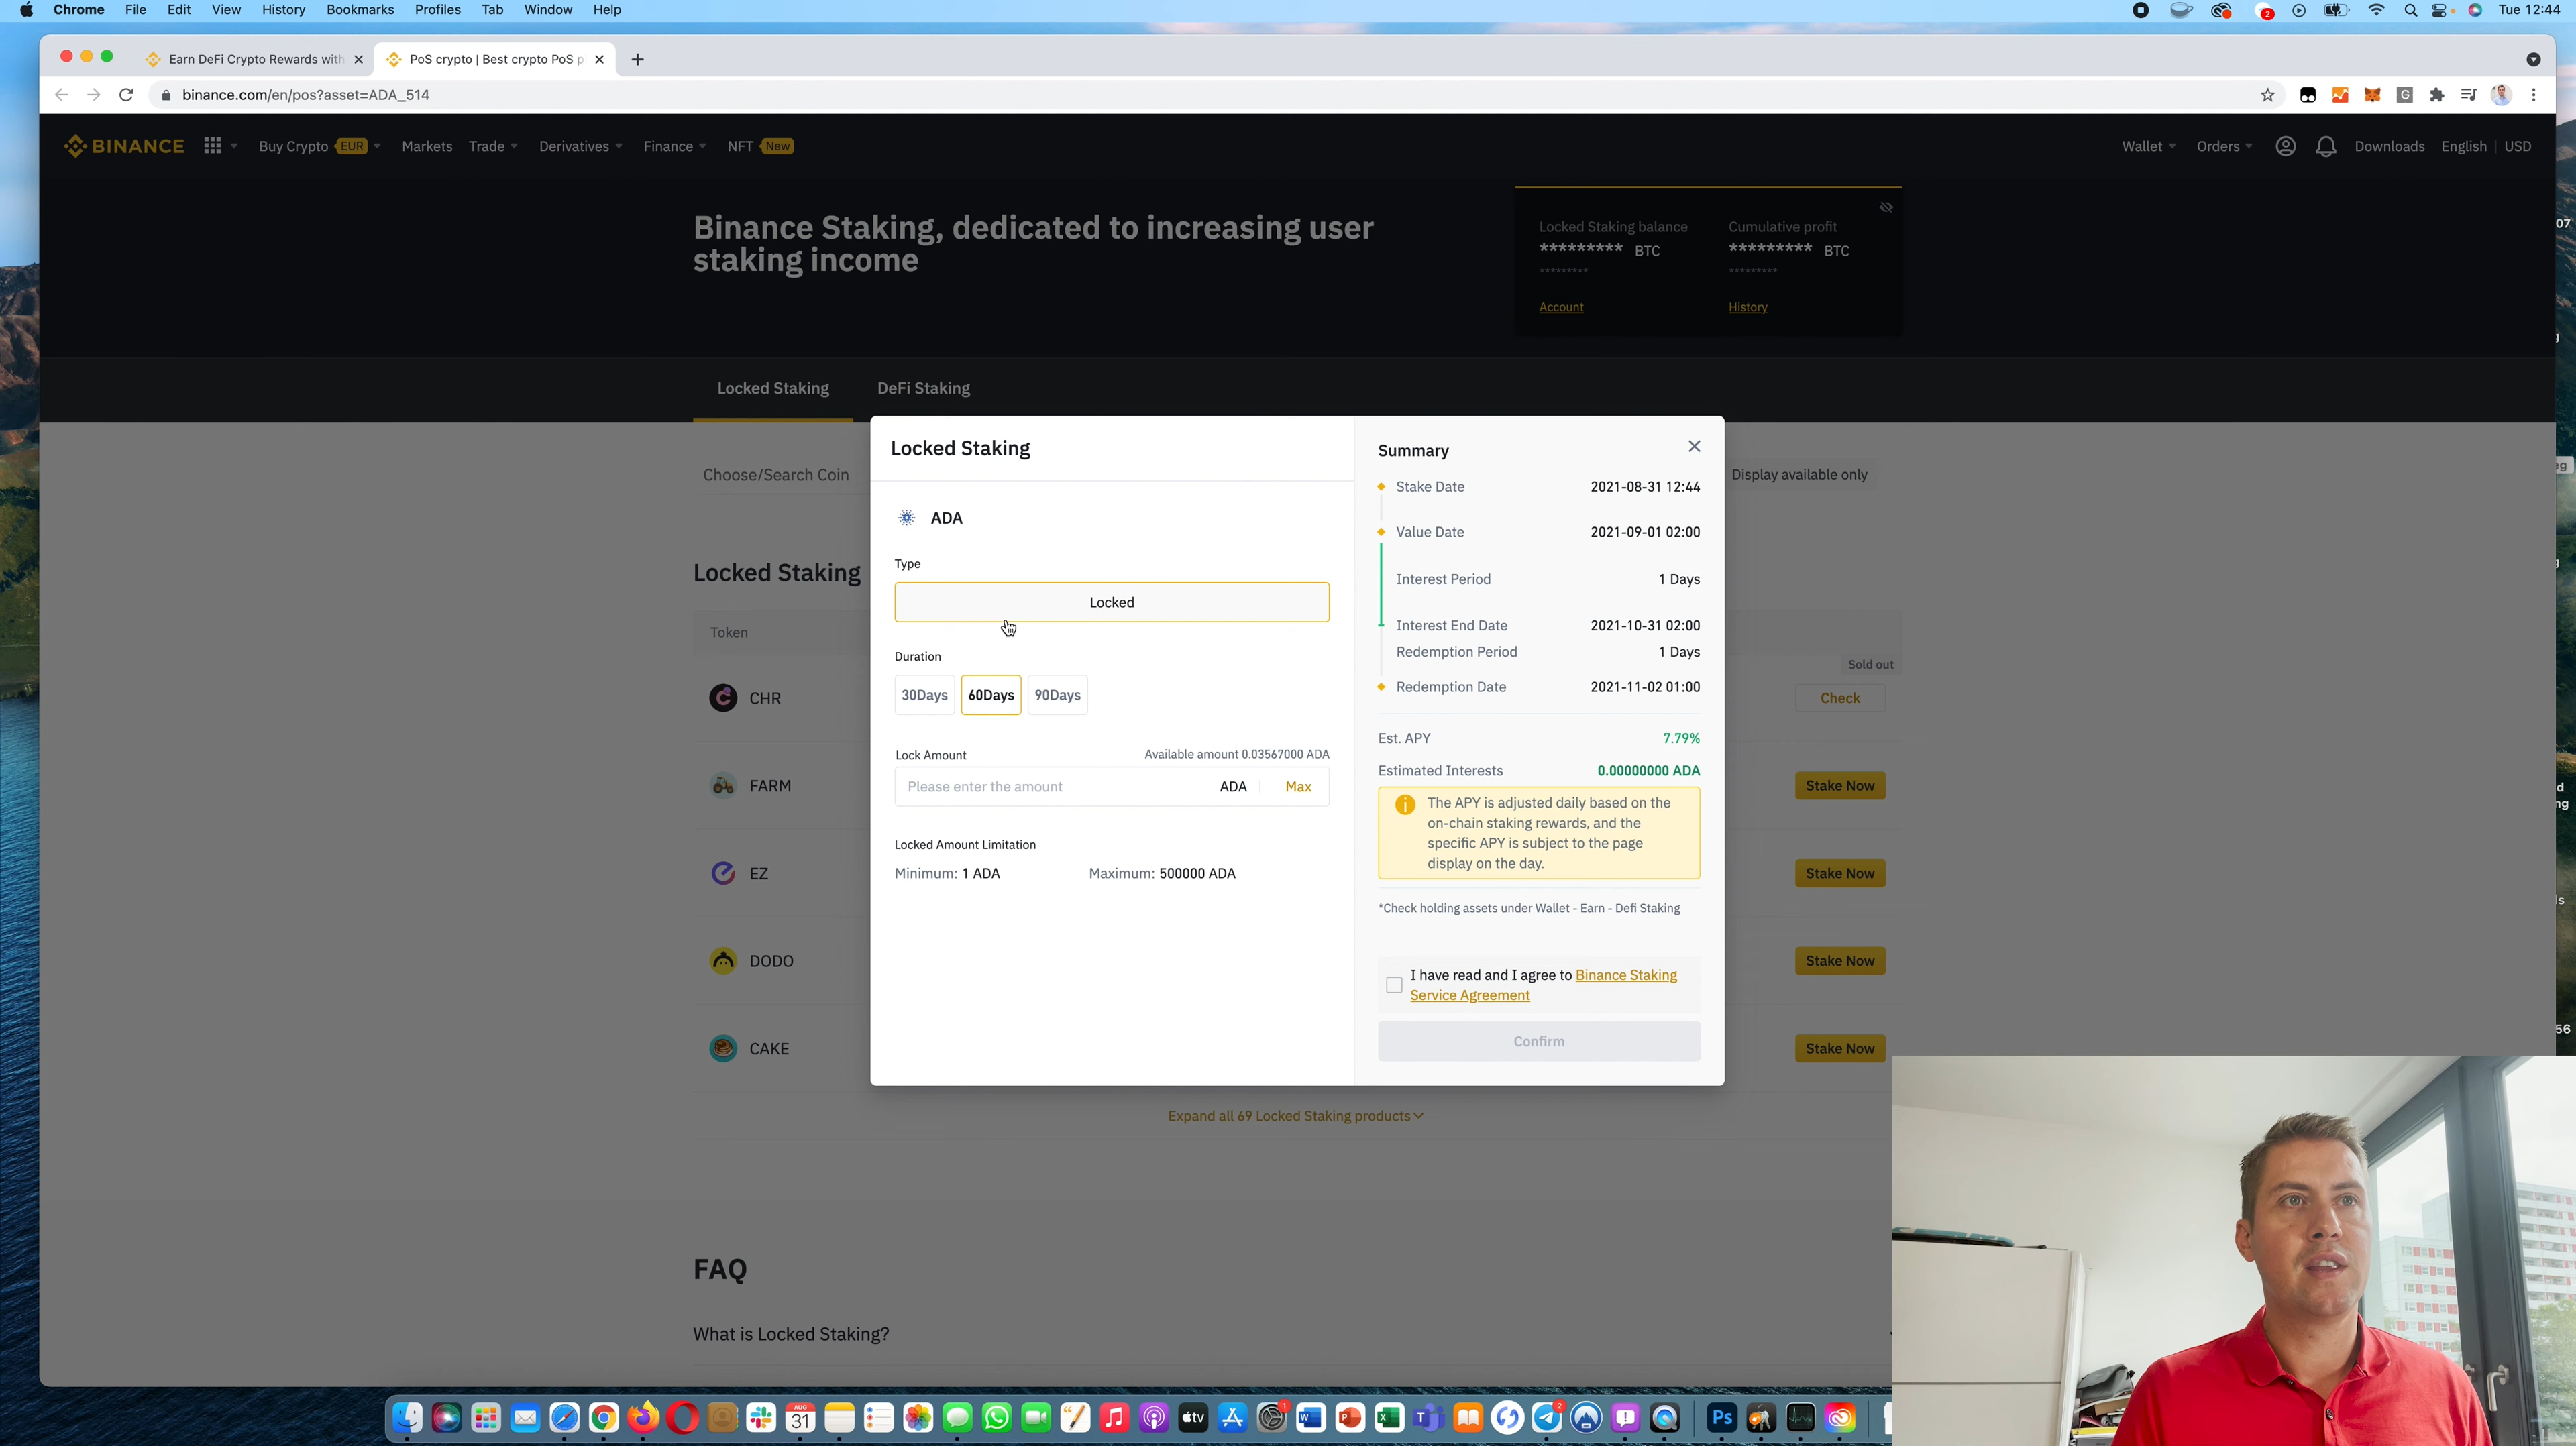 Chrome File Edit View History Bookmarks Profiles Tab Window Help
2
Tue 12:44
Earn DeFi Crypto Rewards with
PoS crypto | Best crypto PoS p
binance.com/en/pos?asset=ADA_514
BINANCE Buy Crypto EUR Markets Trade Derivatives Finance NFT New
Wallet Orders Downloads English USD
Binance Staking, dedicated to increasing user
staking income
Locked Staking balance Cumulative profit
********* BTC ********* BTC
********* *********
Account History
07
Locked Staking DeFi Staking
Choose/Search Coin
Display available only
Locked Staking
Token
Sold out
CHR
Check
FARM
Stake Now
EZ
Stake Now
DODO
Stake Now
CAKE
Stake Now
Locked Staking
ADA
Type
Locked
Duration
30Days 60Days 90Days
Lock Amount Available amount 0.03567000 ADA
Please enter the amount ADA Max
Locked Amount Limitation
Minimum: 1 ADA Maximum: 500000 ADA
Summary
Stake Date 2021-08-31 12:44
Value Date 2021-09-01 02:00
Interest Period 1 Days
Interest End Date 2021-10-31 02:00
Redemption Period 1 Days
Redemption Date 2021-11-02 01:00
Est. APY 7.79%
Estimated Interests 0.00000000 ADA
The APY is adjusted daily based on the
on-chain staking rewards, and the
specific APY is subject to the page
display on the day.
*Check holding assets under Wallet - Earn - Defi Staking
I have read and I agree to Binance Staking
Service Agreement
Confirm
Expand all 69 Locked Staking products
56
FAQ
What is Locked Staking?
AUG
31
tv
1
2
Ps